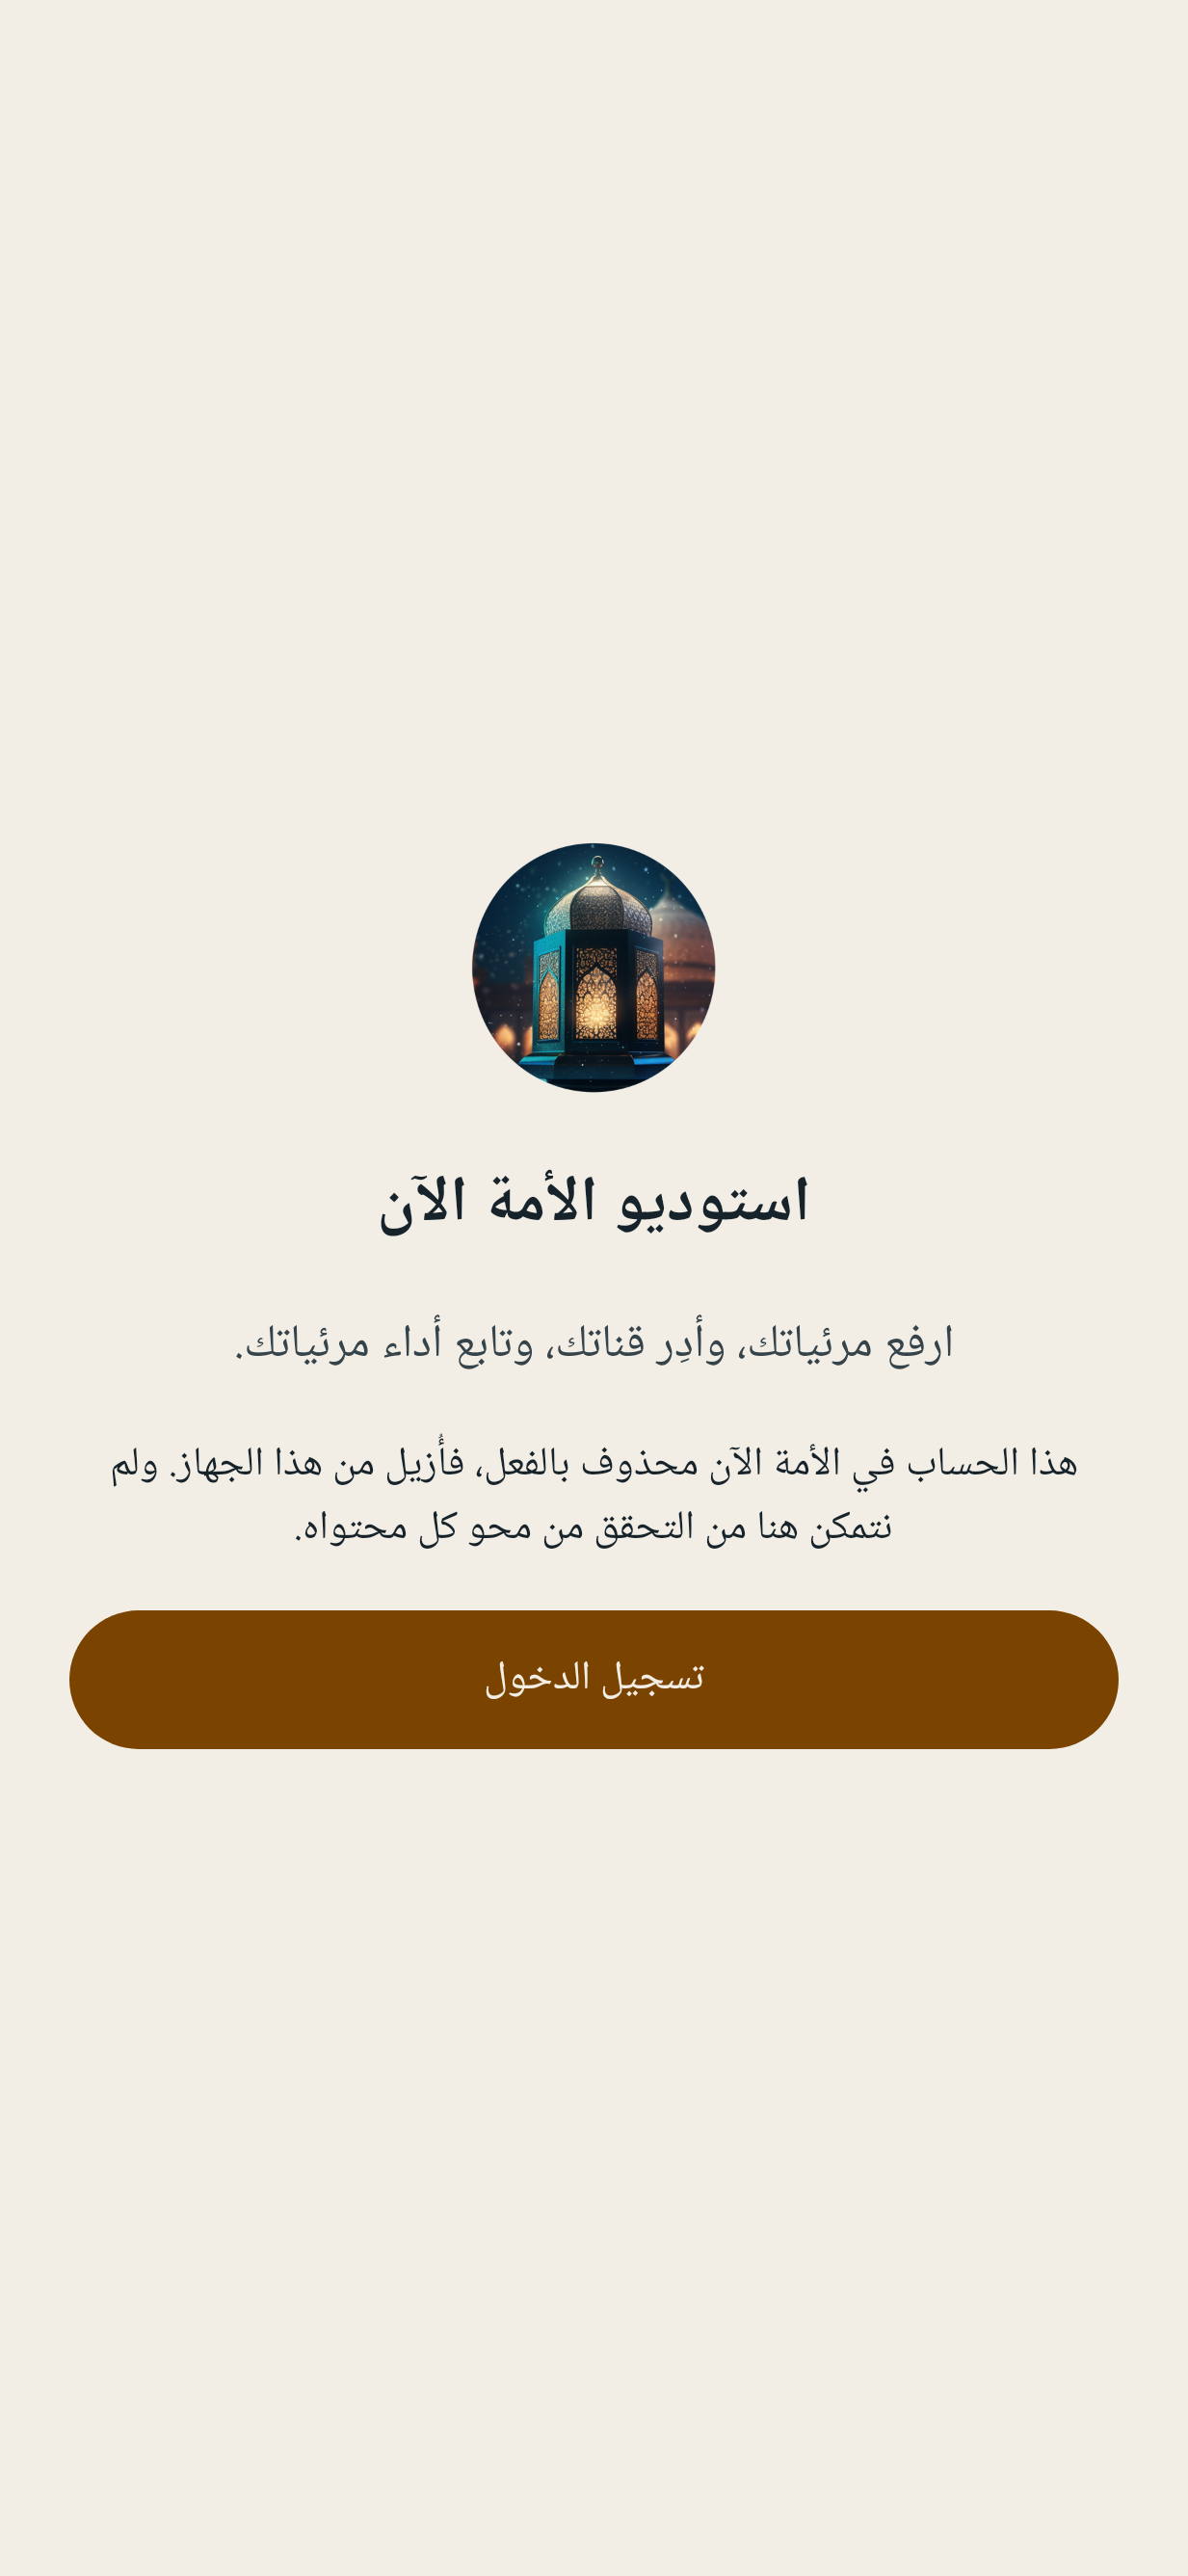 استوديو الأمة الآن
ارفع مرئياتك، وأدِر قناتك، وتابع أداء مرئياتك.
هذا الحساب في الأمة الآن محذوف بالفعل، فأُزيل من هذا الجهاز. ولم
نتمكن هنا من التحقق من محو كل محتواه.
تسجيل الدخول